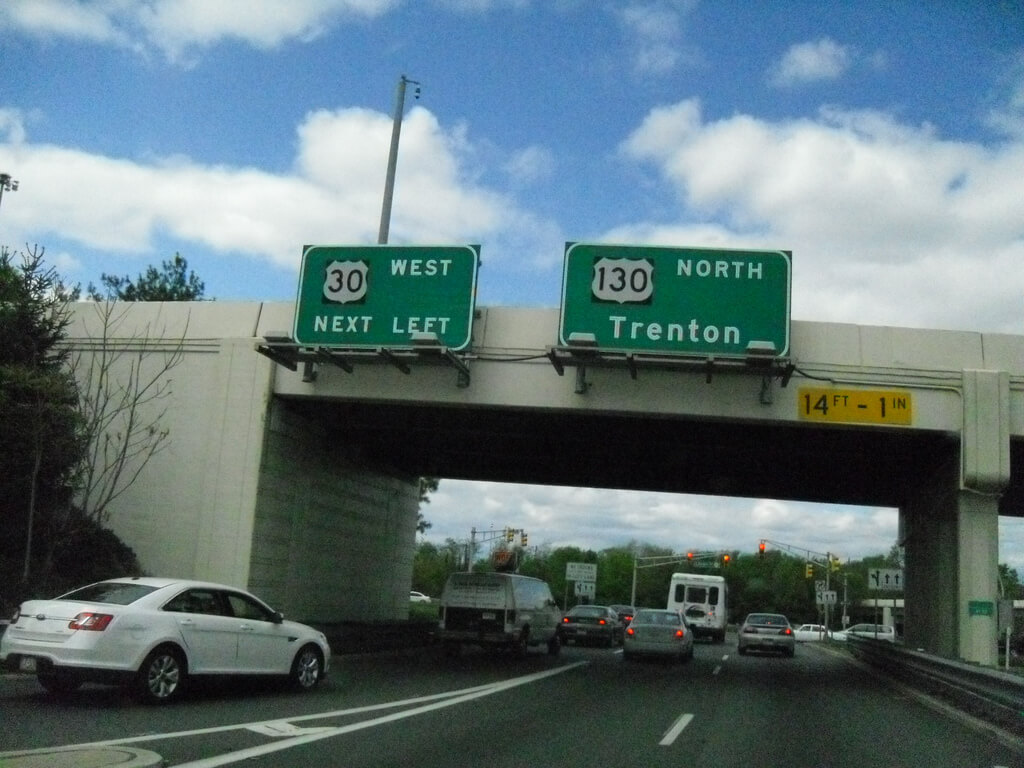 30 WEST
NEXT LEFT
130 NORTH
Trenton
14 FT - 1 IN